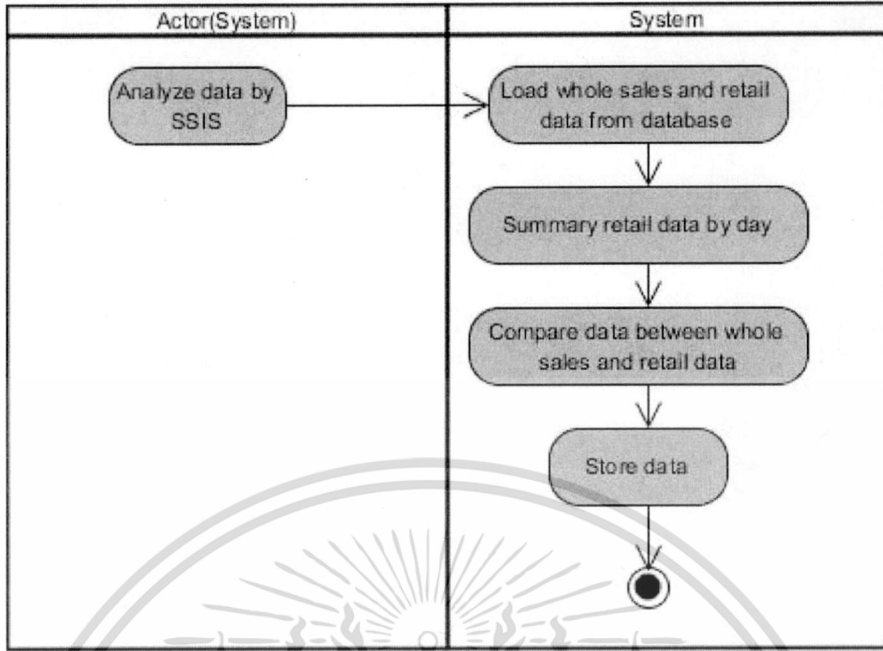 Actor(System)
System
Analyze data by
SSIS
Load whole sales and retail
data from database
Summary retail data by day
Compare data between whole
sales and retail data
Store data